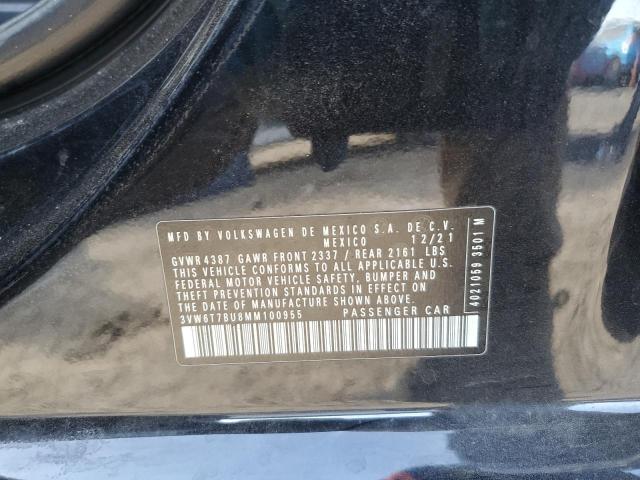 MFD BY VOLKSWAGEN DE MEXICO S.A. DE C.V.
MEXICO 12/21
GVWR 4387 GAWR FRONT 2337 / REAR 2161 LBS
THIS VEHICLE CONFORMS TO ALL APPLICABLE U.S.
FEDERAL MOTOR VEHICLE SAFETY, BUMPER AND
THEFT PREVENTION STANDARDS IN EFFECT ON THE
DATE OF MANUFACTURE SHOWN ABOVE.
3VW6T7BU8MM100955 PASSENGER CAR
4021059 3501 M